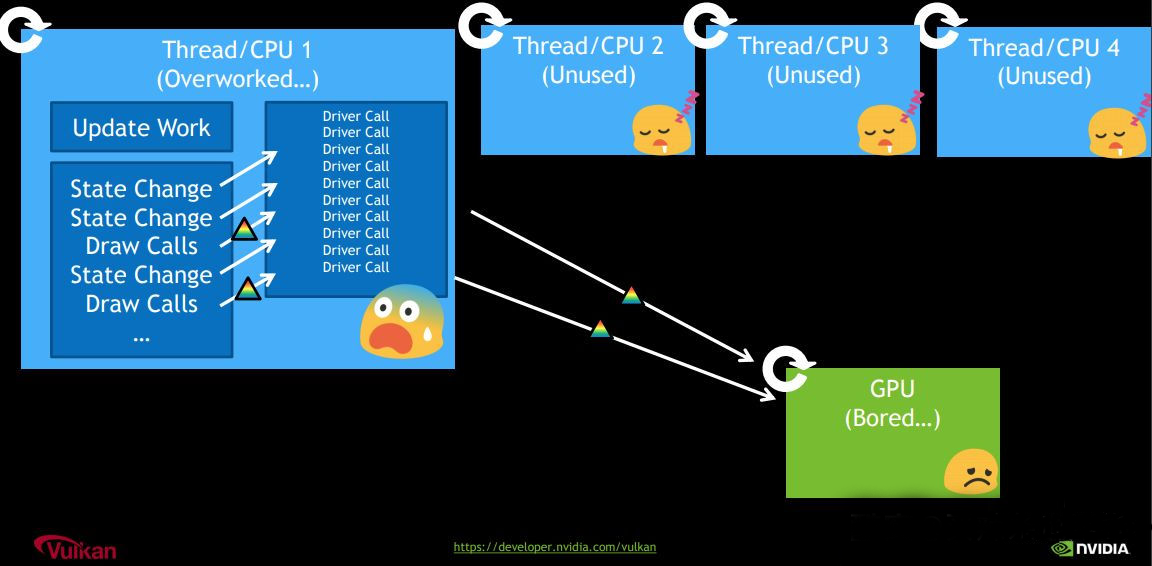 Thread/CPU 1
(Overworked...)
Update Work
State Change
State Change
Draw Calls
State Change
Draw Calls
...
Driver Call
Driver Call
Driver Call
Driver Call
Driver Call
Driver Call
Driver Call
Driver Call
Driver Call
Driver Call
Thread/CPU 2
(Unused)
Thread/CPU 3
(Unused)
Thread/CPU 4
(Unused)
GPU
(Bored...)
Vulkan
https://developer.nvidia.com/vulkan
NVIDIA